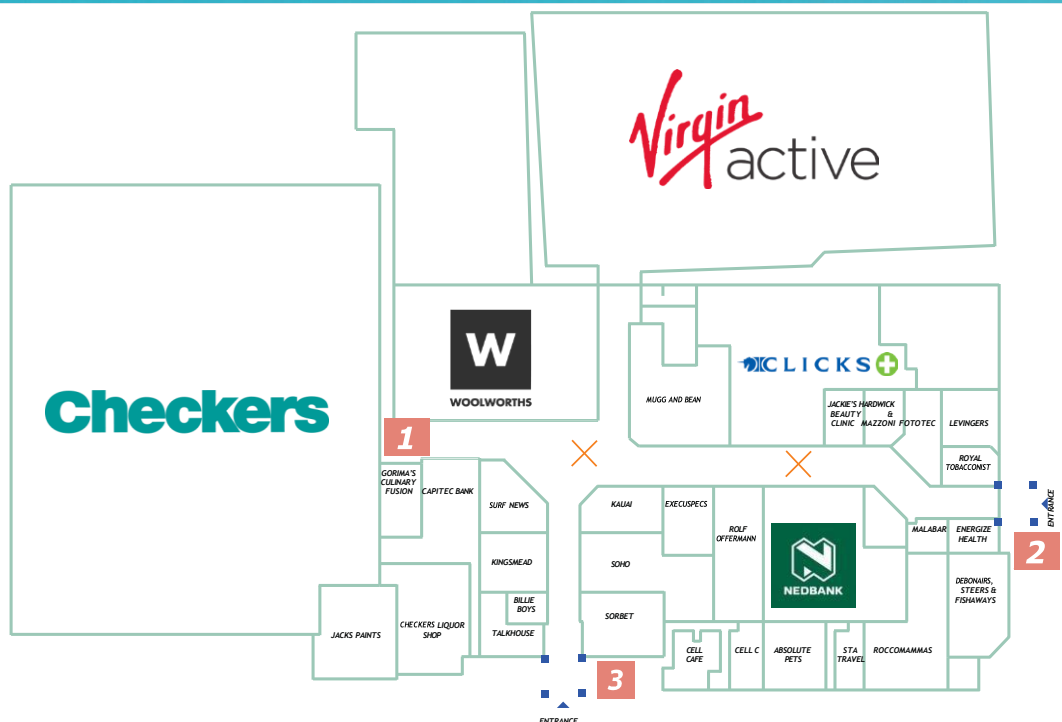 Virgin
active
Checkers
W
WOOLWORTHS
CLICKS
MUGG AND BEAN
JACKIE'S
BEAUTY
CLINIC
HARDWICK
&
MAZZONI
FOTOTEC
LEVINGERS
ROYAL
TOBACCONIST
1
GORIMA'S
CULINARY
FUSION
CAPITEC BANK
SURF NEWS
KAUAI
EXECUSPECS
ROLF
OFFERMANN
N
NEDBANK
MALABAR
ENERGIZE
HEALTH
ENTRANCE
2
KINGSMEAD
SOHO
BILLIE
BOYS
SORBET
DEBONAIRS,
STEERS &
FISHAWAYS
JACKS PAINTS
CHECKERS LIQUOR
SHOP
TALKHOUSE
CELL
CAFE
CELL C
ABSOLUTE
PETS
STA
TRAVEL
ROCCOMAMMAS
3
ENTRANCE